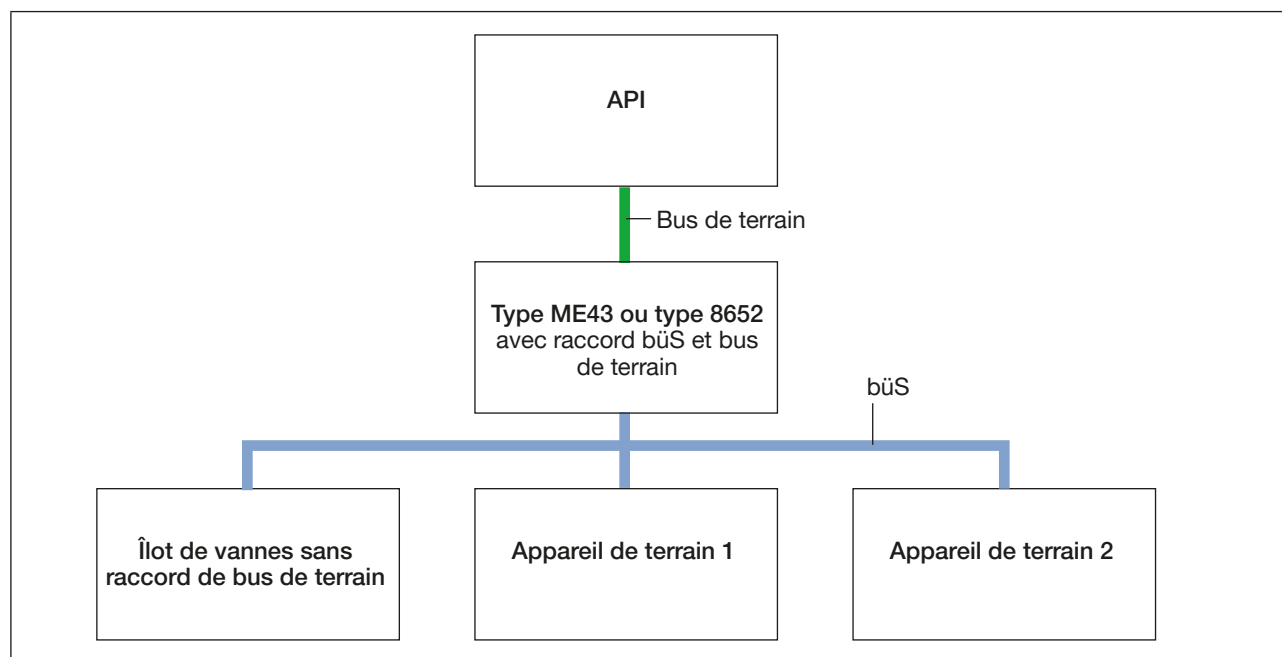 API
Bus de terrain
Type ME43 ou type 8652
avec raccord büS et bus
de terrain
büS
Îlot de vannes sans
raccord de bus de terrain
Appareil de terrain 1
Appareil de terrain 2